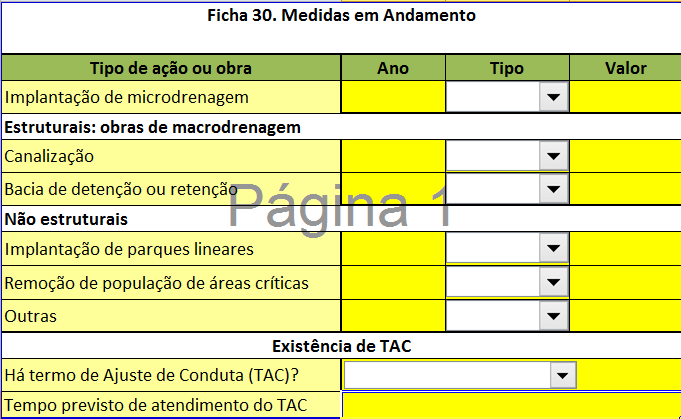 Ficha 30. Medidas em Andamento
Tipo de ação ou obra Ano Tipo Valor
Implantação de microdrenagem
Estruturais: obras de macrodrenagem
Canalização
Bacia de detenção ou retenção
Página 1
Não estruturais
Implantação de parques lineares
Remoção de população de áreas críticas
Outras
Existência de TAC
Há termo de Ajuste de Conduta (TAC)?
Tempo previsto de atendimento do TAC